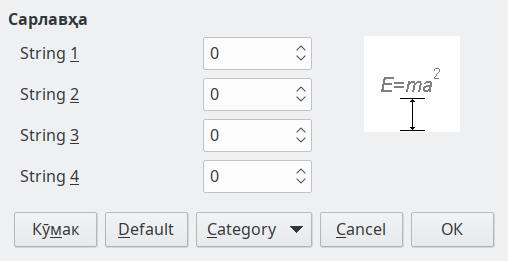 Сарлавҳа
String 1 0
String 2 0
String 3 0
String 4 0
E=ma2
Кӯмак Default Category Cancel OK